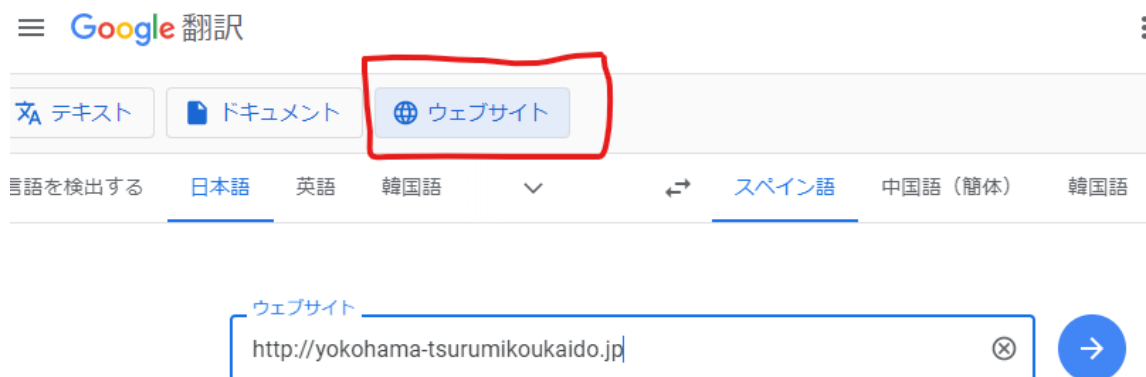 Google 翻訳
テキスト ドキュメント ウェブサイト
言語を検出する 日本語 英語 韓国語 スペイン語 中国語（簡体） 韓国語
ウェブサイト
http://yokohama-tsurumikoukaido.jp